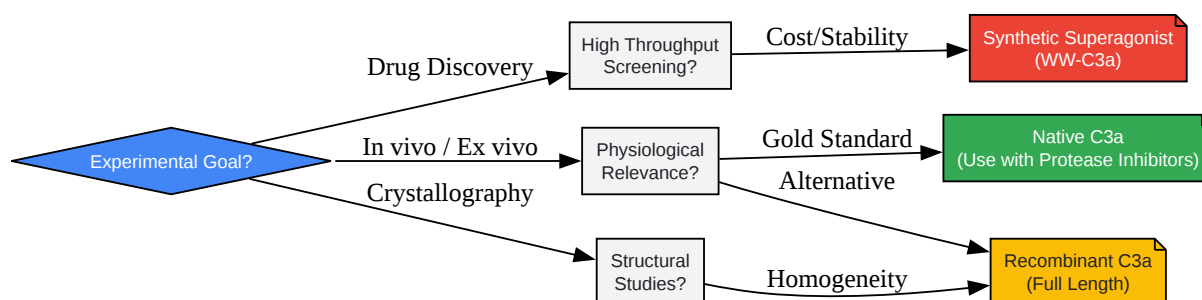 Experimental Goal?
Drug Discovery
High Throughput
Screening?
Cost/Stability
Synthetic Superagonist
(WW-C3a)
In vivo / Ex vivo
Physiological
Relevance?
Gold Standard
Native C3a
(Use with Protease Inhibitors)
Alternative
Crystallography
Structural
Studies?
Homogeneity
Recombinant C3a
(Full Length)